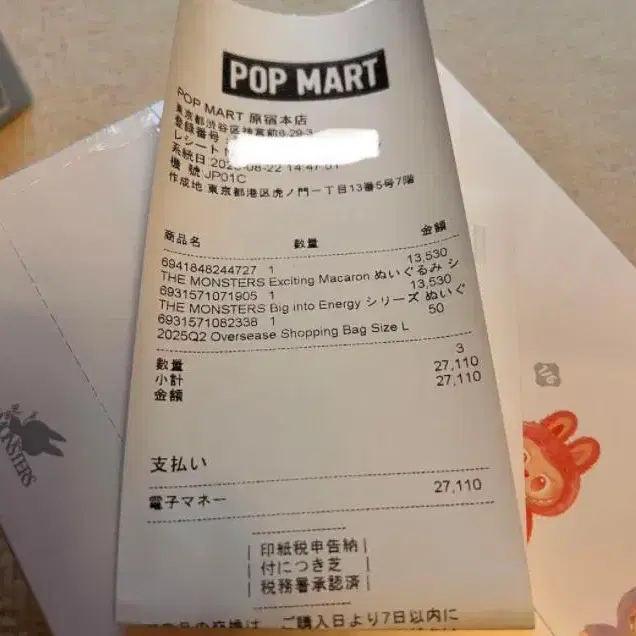 POP MART
POP MART 原宿本店
東京都渋谷区神宮前6-29-3
登録番号:
レシート
系統日:2025-08-22 14:47:01
機 號:JP01C
作成地:東京都港区虎ノ門一丁目13番5号7階
商品名 数量 金額
6941848244727 1 13,530
THE MONSTERS Exciting Macaron ぬいぐるみ シ
6931571071905 1 13,530
THE MONSTERS Big into Energy シリーズ ぬいぐ
6931571082338 1 50
2025Q2 Oversease Shopping Bag Size L
数量 3
小計 27,110
金額 27,110
支払い
電子マネー 27,110
印紙税申告納
付につき芝
税務署承認済
交換は、ご購入日より7日以内に
MONSTERS
1/6